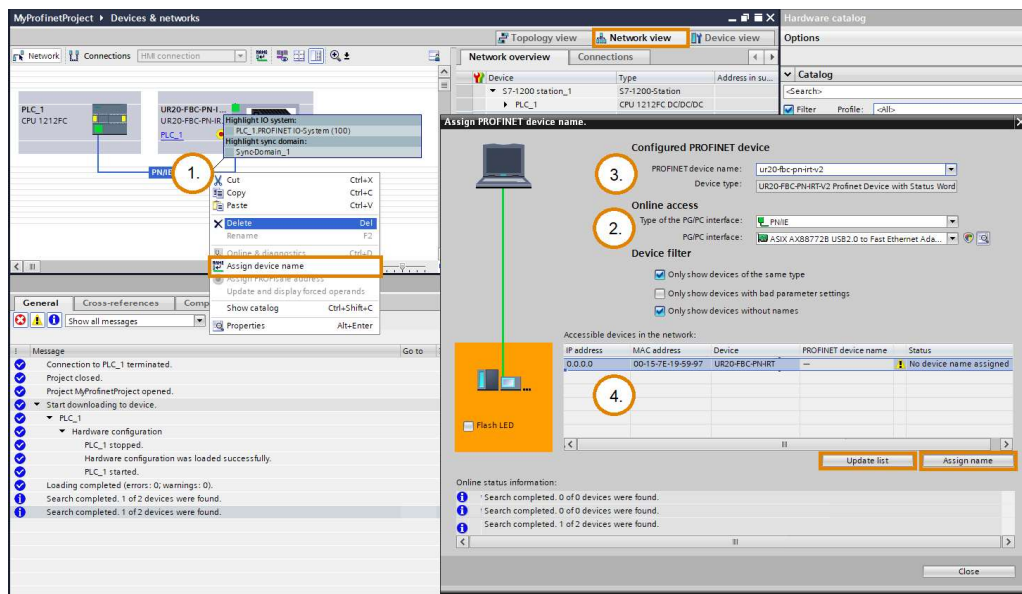 MyProfinetProject ▸ Devices & networks
Hardware catalog
Topology view
Network view
Device view
Options
Network
Connections
HMI connection
Network overview
Connections
Device
Type
Address in su...
Catalog
S7-1200 station_1
S7-1200-Station
<Search>
PLC_1
CPU 1212FC DC/DC/DC
Filter
Profile:
<All>
PLC_1
CPU 1212FC
UR20-FBC-PN-I...
UR20-FBC-PN-IR
PLC_1
Highlight IO system:
PLC_1.PROFINET IO-System (100)
Highlight sync domain:
Sync-Domain_1
PN/IE
1.
Cut Ctrl+X
Copy Ctrl+C
Paste Ctrl+V
Delete Del
Rename F2
Online & diagnostics Ctrl+D
Assign device name
Assign PROFIsafe address
Update and display forced operands
Show catalog Ctrl+Shift+C
Properties Alt+Enter
General
Cross-references
Comp
Show all messages
! Message
Go to
Connection to PLC_1 terminated.
Project closed.
Project MyProfinetProject opened.
Start downloading to device.
PLC_1
Hardware configuration
PLC_1 stopped.
Hardware configuration was loaded successfully.
PLC_1 started.
Loading completed (errors: 0; warnings: 0).
Search completed. 1 of 2 devices were found.
Search completed. 1 of 2 devices were found.
Assign PROFINET device name.
Configured PROFINET device
3.
PROFINET device name:
ur20-fbc-pn-irt-v2
Device type:
UR20-FBC-PN-IRT-V2 Profinet Device with Status Word
Online access
2.
Type of the PG/PC interface:
PN/IE
PG/PC interface:
ASIX AX88772B USB2.0 to Fast Ethernet Ada...
Device filter
Only show devices of the same type
Only show devices with bad parameter settings
Only show devices without names
Accessible devices in the network:
IP address MAC address Device PROFINET device name Status
0.0.0.0 00-15-7E-19-59-97 UR20-FBC-PN-IRT — No device name assigned
4.
Flash LED
Update list
Assign name
Online status information:
Search completed. 0 of 0 devices were found.
Search completed. 0 of 0 devices were found.
Search completed. 1 of 2 devices were found.
Close